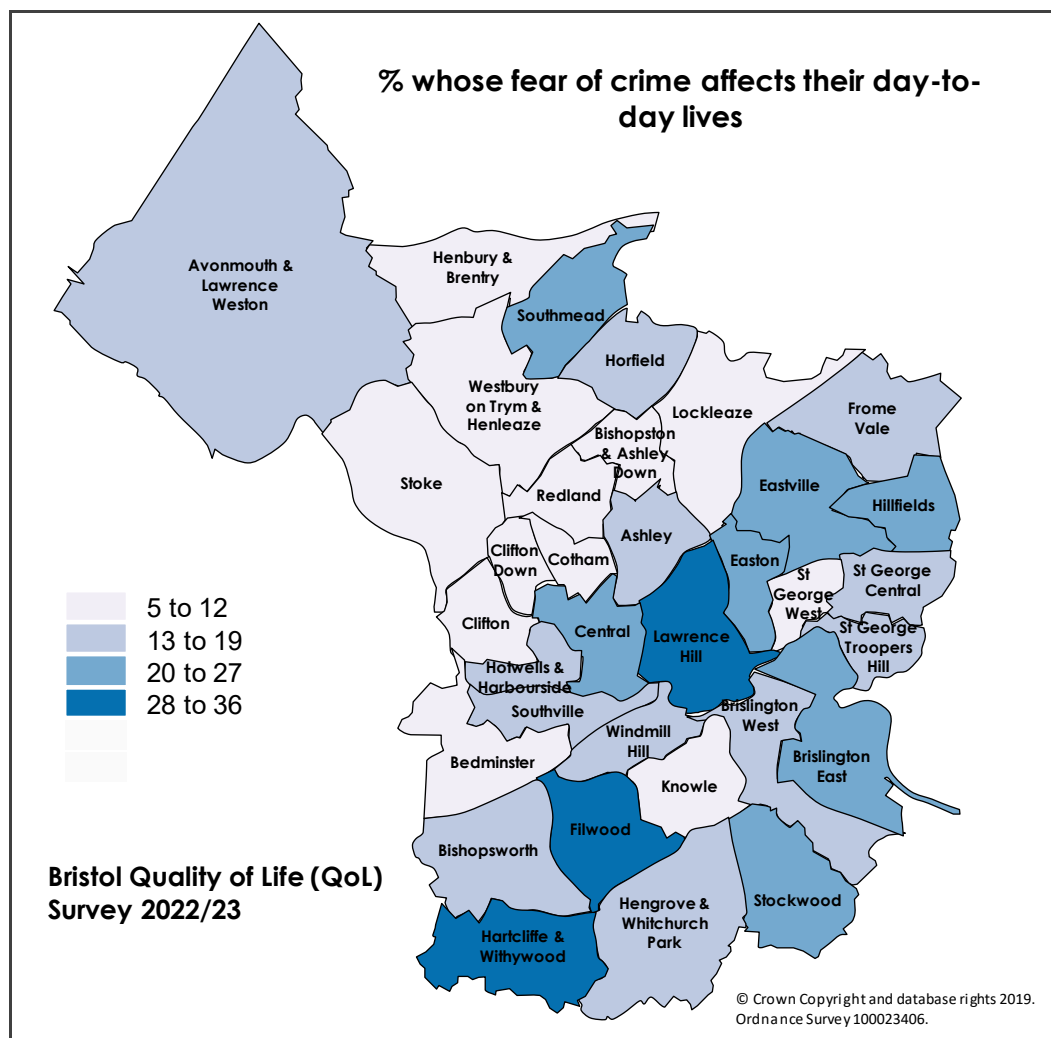 % whose fear of crime affects their day-to-
day lives
Avonmouth &
Lawrence
Weston
Henbury &
Brentry
Southmead
Horfield
Westbury
on Trym &
Henleaze
Lockleaze
Frome
Vale
Bishopston
& Ashley
Down
Stoke
Redland
Eastville
Hillfields
Ashley
Clifton
Down
Cotham
Easton
St
George
West
St George
Central
Clifton
Central
Lawrence
Hill
St George
Troopers
Hill
Hotwells &
Harbourside
Southville
Brislington
West
Windmill
Hill
Bedminster
Knowle
Brislington
East
Filwood
Bishopsworth
Stockwood
Hengrove &
Whitchurch
Park
Hartcliffe &
Withywood
5 to 12
13 to 19
20 to 27
28 to 36
Bristol Quality of Life (QoL)
Survey 2022/23
© Crown Copyright and database rights 2019.
Ordnance Survey 100023406.